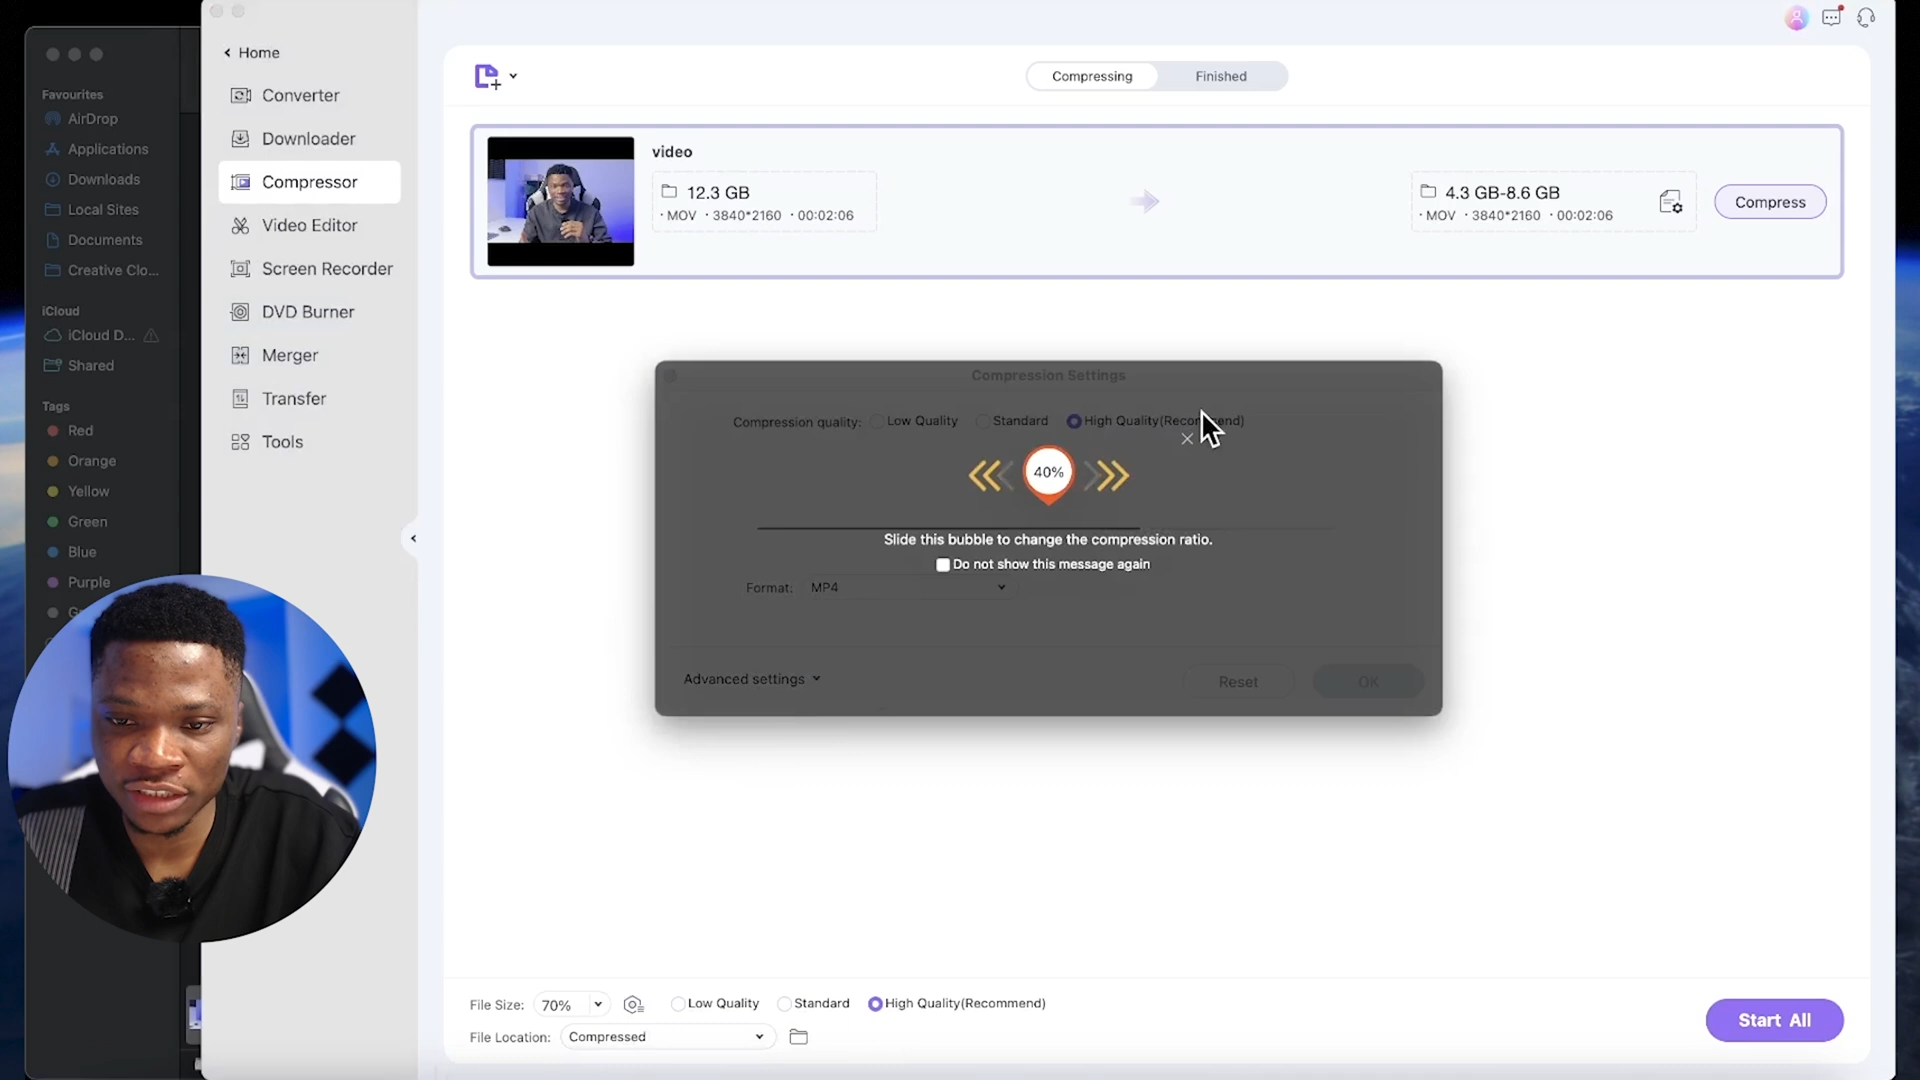 Favourites
AirDrop
Applications
Downloads
Local Sites
Documents
Creative Clo...
iCloud
iCloud D...
Shared
Tags
Red
Orange
Yellow
Green
Blue
Purple
Home
Converter
Downloader
Compressor
Video Editor
Screen Recorder
DVD Burner
Merger
Transfer
Tools
Compressing Finished
video
12.3 GB
· MOV · 3840*2160 · 00:02:06
4.3 GB-8.6 GB
· MOV · 3840*2160 · 00:02:06
Compress
Compression Settings
Compression quality: Low Quality Standard High Quality(Recommend)
40%
Slide this bubble to change the compression ratio.
Do not show this message again
Format: MP4
Advanced settings
Reset OK
File Size: 70% Low Quality Standard High Quality(Recommend)
File Location: Compressed
Start All